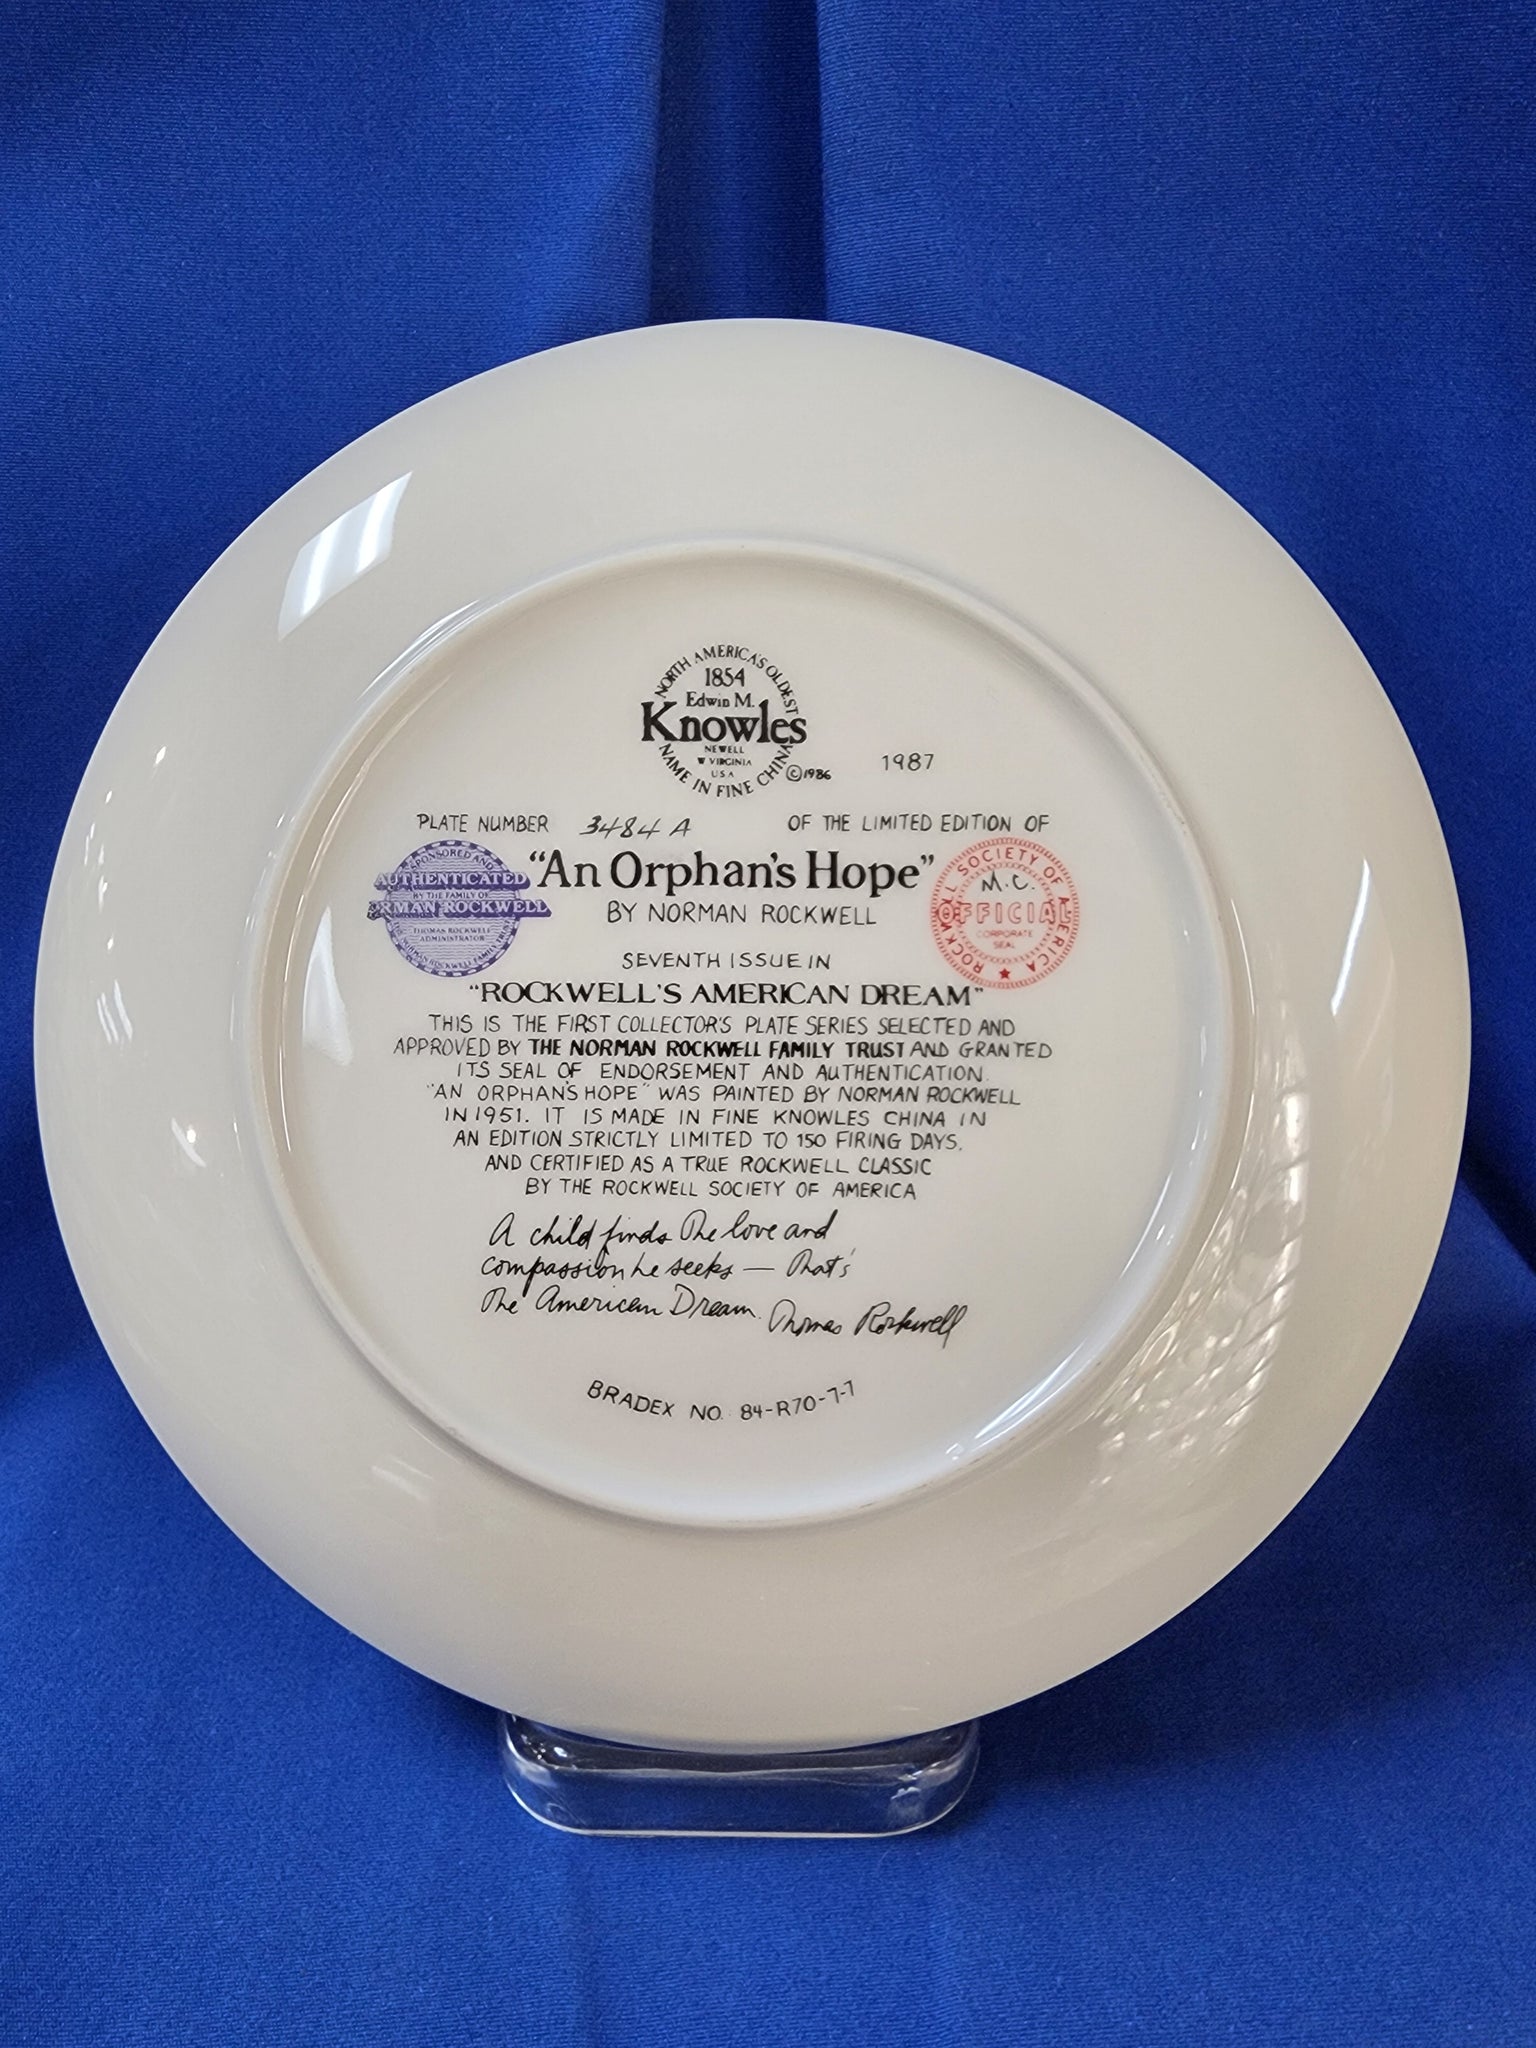 NORTH AMERICA'S OLDEST
1854
Edwin M.
Knowles
NEWELL
W VIRGINIA
USA
NAME IN FINE CHINA
©1986
1987
PLATE NUMBER 3484 A OF THE LIMITED EDITION OF
SPONSORED AND
AUTHENTICATED
BY THE FAMILY OF
RMAN ROCKWELL
THOMAS ROCKWELL
ADMINISTRATOR
NORMAN ROCKWELL FAMILY
"An Orphan's Hope"
BY NORMAN ROCKWELL
ROCKWELL SOCIETY OF AMERICA
M.C.
OFFICIAL
CORPORATE
SEAL
SEVENTH ISSUE IN
"ROCKWELL'S AMERICAN DREAM"
THIS IS THE FIRST COLLECTOR'S PLATE SERIES SELECTED AND
APPROVED BY THE NORMAN ROCKWELL FAMILY TRUST AND GRANTED
ITS SEAL OF ENDORSEMENT AND AUTHENTICATION.
"AN ORPHAN'S HOPE" WAS PAINTED BY NORMAN ROCKWELL
IN 1951. IT IS MADE IN FINE KNOWLES CHINA IN
AN EDITION STRICTLY LIMITED TO 150 FIRING DAYS,
AND CERTIFIED AS A TRUE ROCKWELL CLASSIC
BY THE ROCKWELL SOCIETY OF AMERICA
A child finds the love and
compassion he seeks — that's
the American Dream. Thomas Rockwell
BRADEX NO. 84-R70-7-7